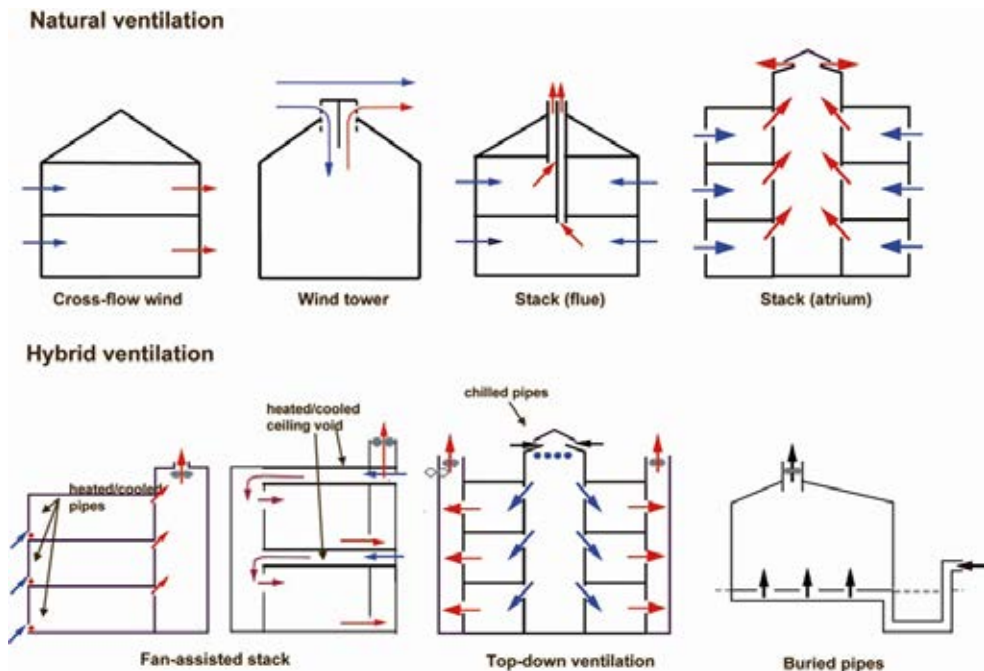 Natural ventilation
Cross-flow wind
Wind tower
Stack (flue)
Stack (atrium)
Hybrid ventilation
chilled pipes
heated/cooled
ceiling void
heated/cooled
pipes
Fan-assisted stack
Top-down ventilation
Buried pipes